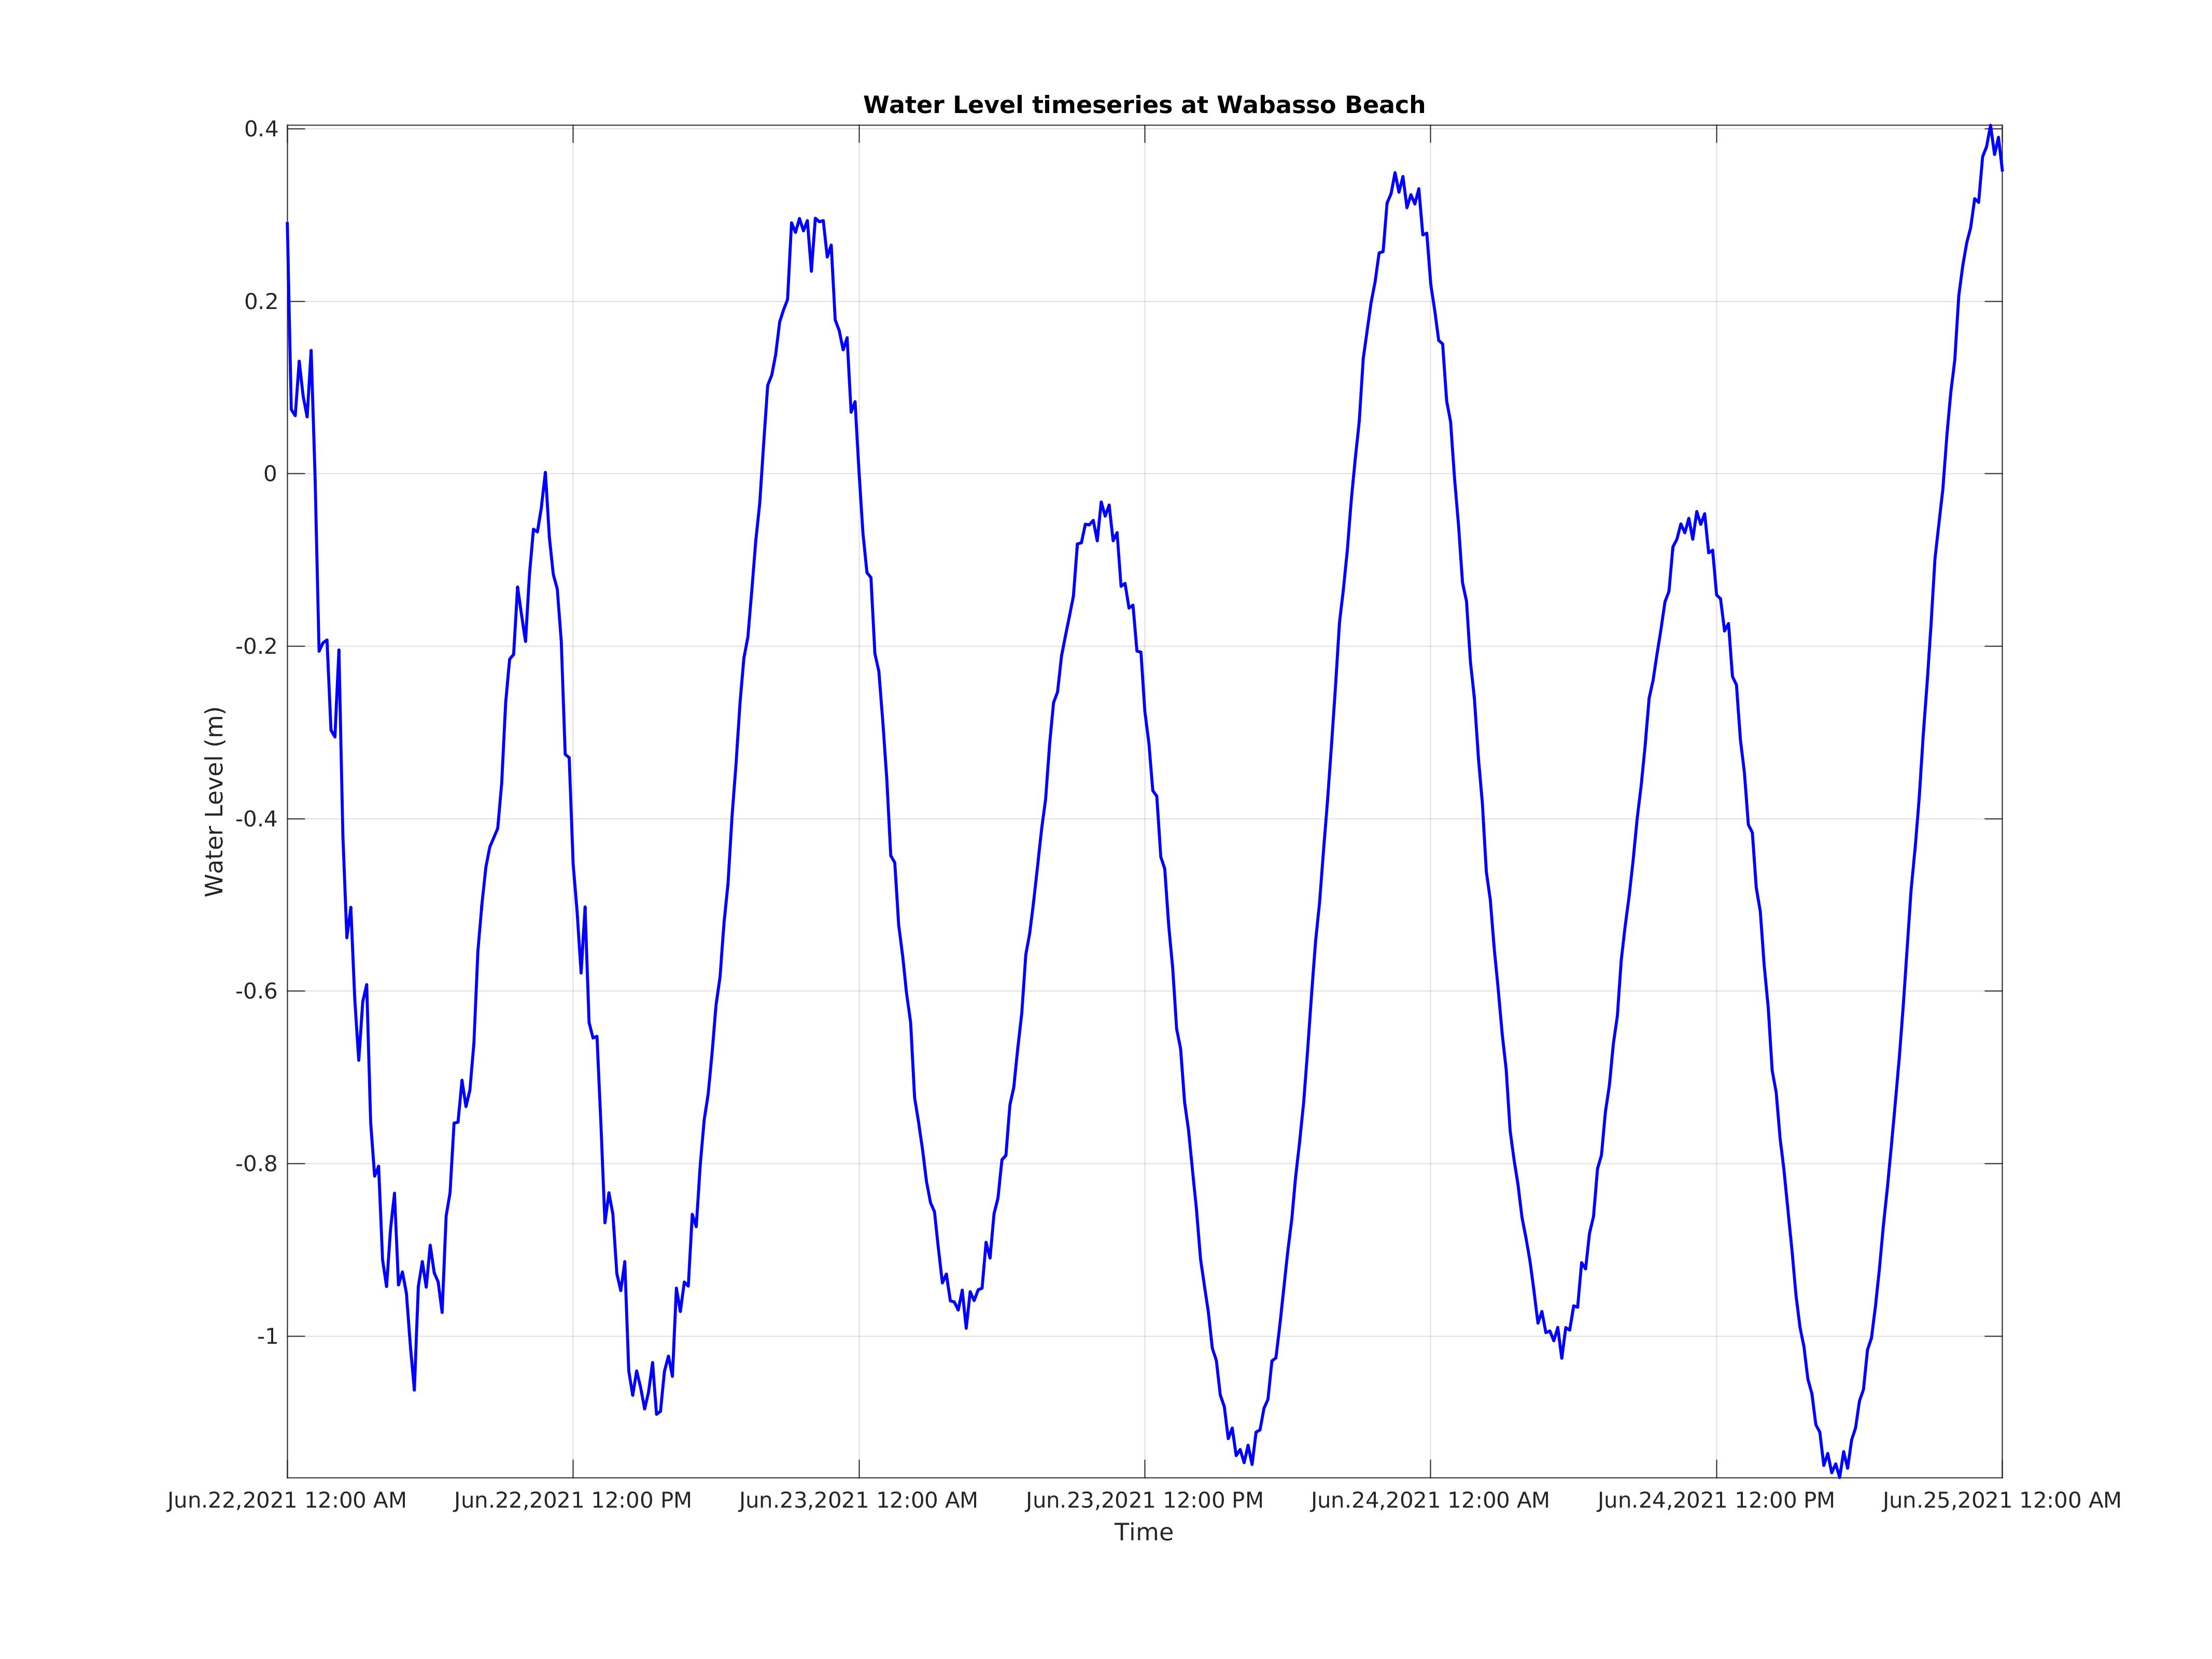 Water Level timeseries at Wabasso Beach
0.4
0.2
0
-0.2
-0.4
-0.6
-0.8
-1
Water Level (m)
Jun.22,2021 12:00 AM
Jun.22,2021 12:00 PM
Jun.23,2021 12:00 AM
Jun.23,2021 12:00 PM
Jun.24,2021 12:00 AM
Jun.24,2021 12:00 PM
Jun.25,2021 12:00 AM
Time